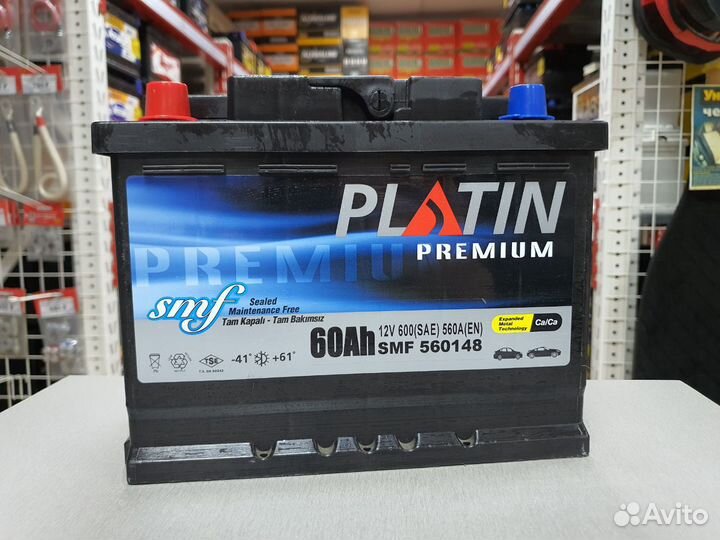 PLATIN
PREMIUM
PREMIUM
smf
Sealed
Maintenance Free
Tam Kapalı - Tam Bakımsız
60Ah
12V 600(SAE) 560A(EN)
SMF 560148
Expanded
Metal
Technology
Ca/Ca
TSE
-41° +61°
Avito